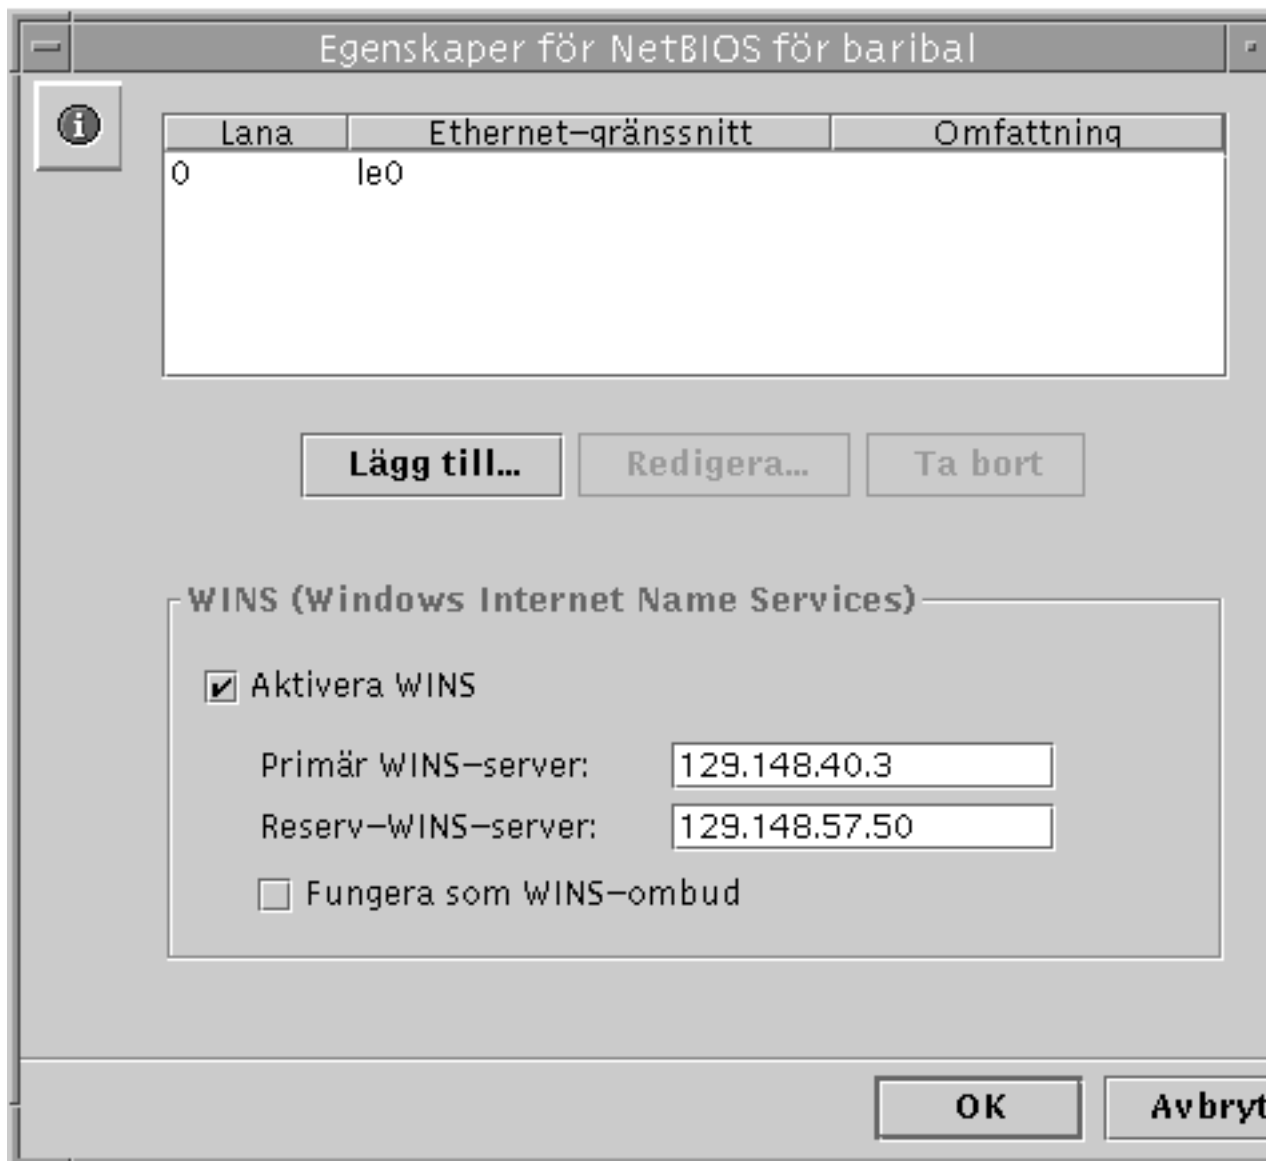 Egenskaper för NetBIOS för baribal
Lana Ethernet-gränssnitt Omfattning
0 le0
Lägg till... Redigera... Ta bort
WINS (Windows Internet Name Services)
Aktivera WINS
Primär WINS-server: 129.148.40.3
Reserv-WINS-server: 129.148.57.50
Fungera som WINS-ombud
OK Avbryt